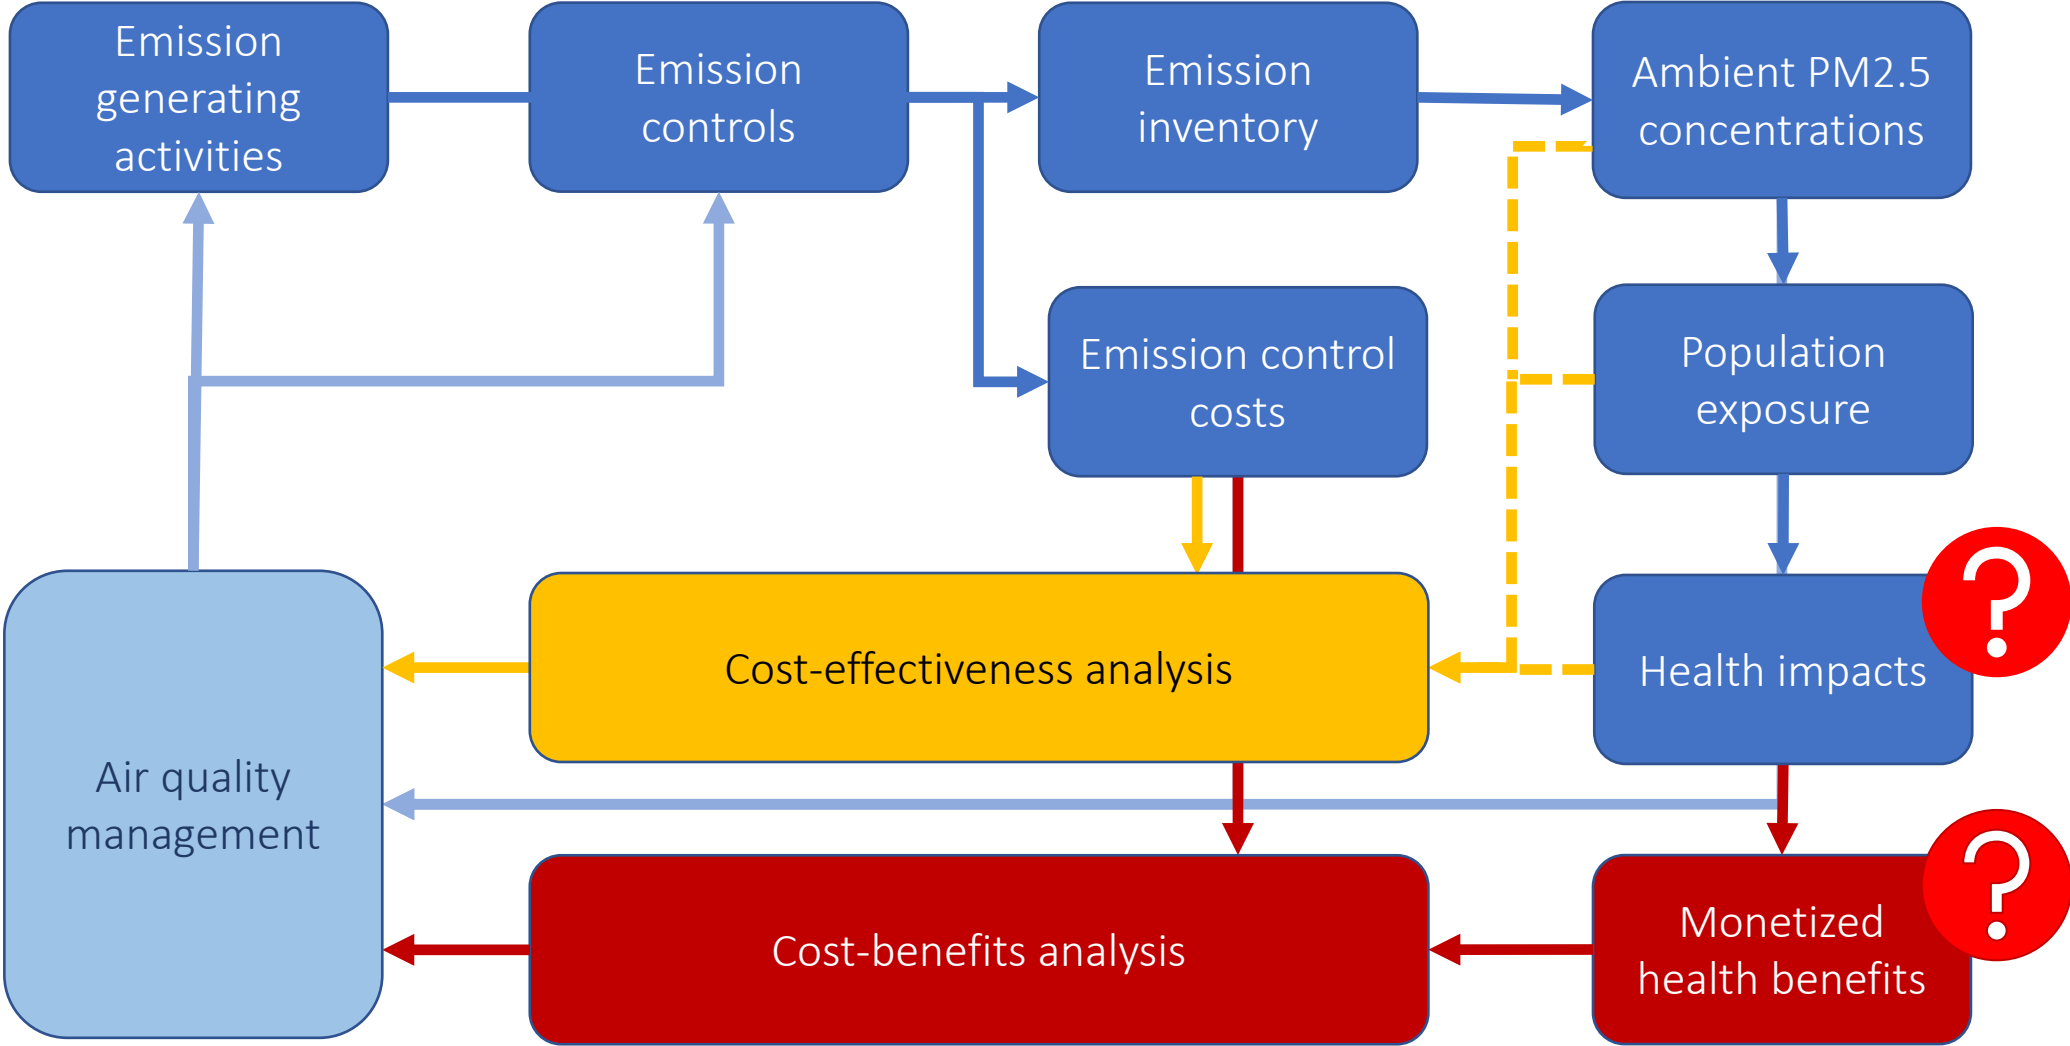 Emission
generating
activities
Emission
controls
Emission
inventory
Ambient PM2.5
concentrations
Emission control
costs
Population
exposure
Cost-effectiveness analysis
Health impacts
?
Air quality
management
Cost-benefits analysis
Monetized
health benefits
?